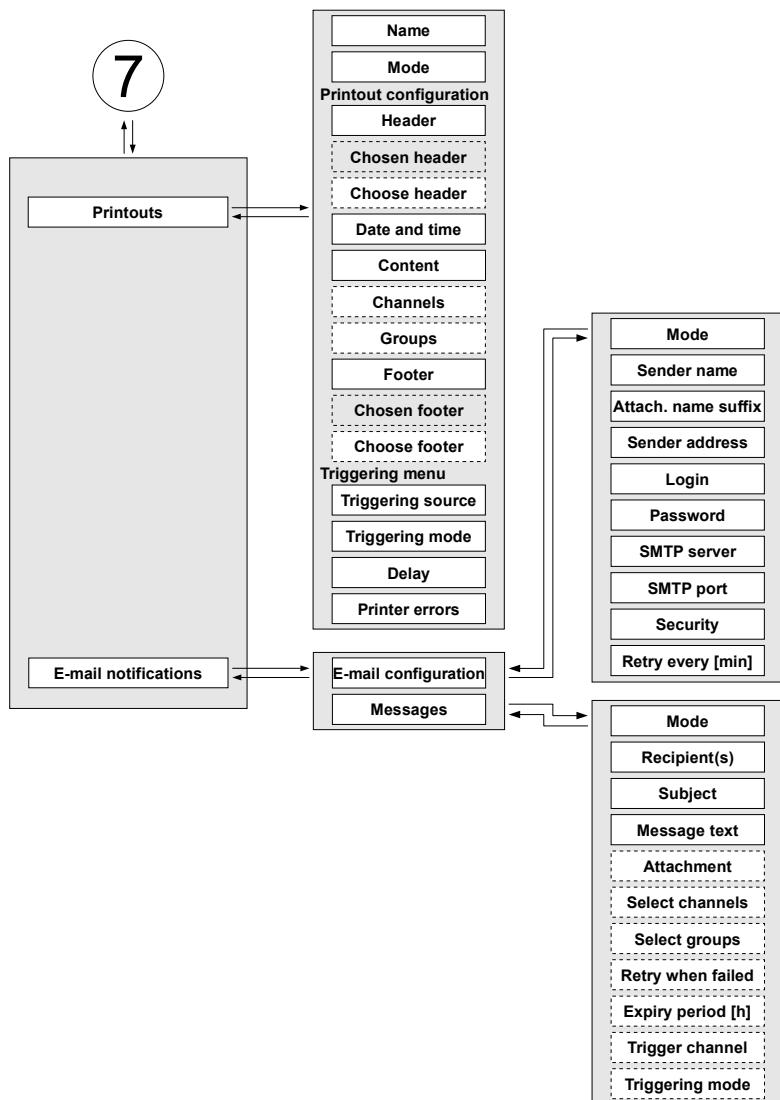 7
Printouts
E-mail notifications
Name
Mode
Printout configuration
Header
Chosen header
Choose header
Date and time
Content
Channels
Groups
Footer
Chosen footer
Choose footer
Triggering menu
Triggering source
Triggering mode
Delay
Printer errors
E-mail configuration
Messages
Mode
Sender name
Attach. name suffix
Sender address
Login
Password
SMTP server
SMTP port
Security
Retry every [min]
Mode
Recipient(s)
Subject
Message text
Attachment
Select channels
Select groups
Retry when failed
Expiry period [h]
Trigger channel
Triggering mode